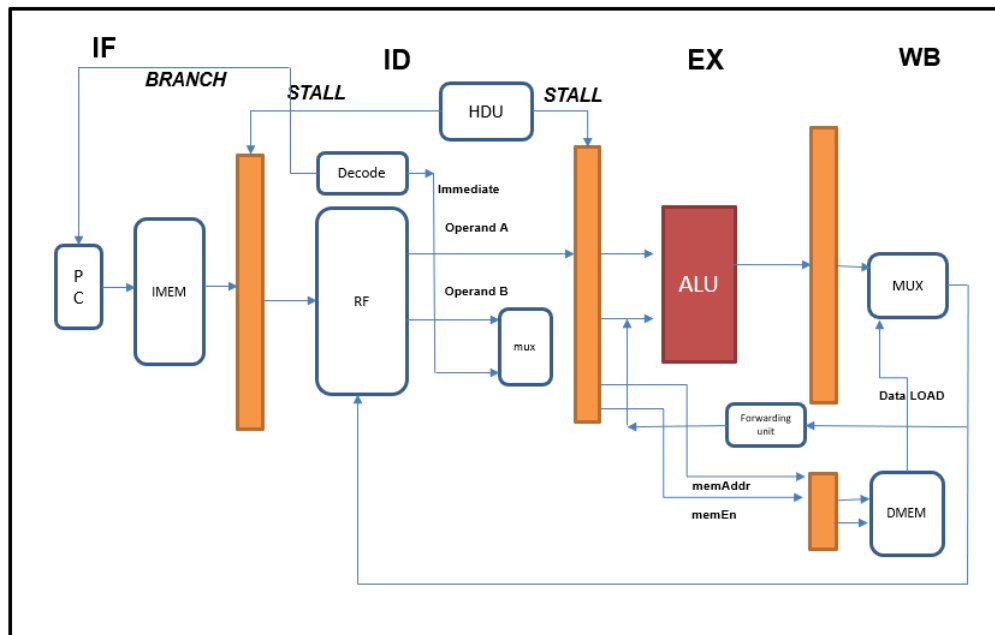 IF
ID
EX
WB
BRANCH
STALL
HDU
STALL
Decode
Immediate
Operand A
P
C
IMEM
RF
ALU
MUX
Operand B
mux
Data LOAD
Forwarding
unit
memAddr
memEn
DMEM